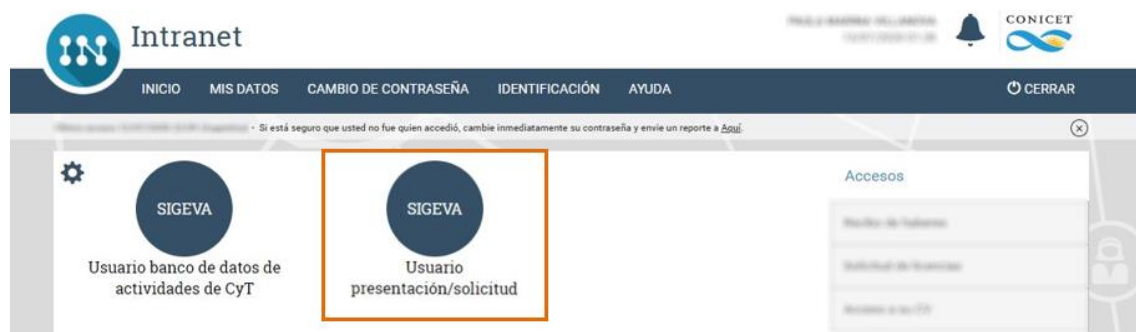 IN Intranet
CONICET
INICIO MIS DATOS CAMBIO DE CONTRASEÑA IDENTIFICACIÓN AYUDA CERRAR
- Si está seguro que usted no fue quien accedió, cambie inmediatamente su contraseña y envie un reporte a Aquí.
Accesos
SIGEVA SIGEVA
Usuario banco de datos de Usuario
actividades de CyT presentación/solicitud